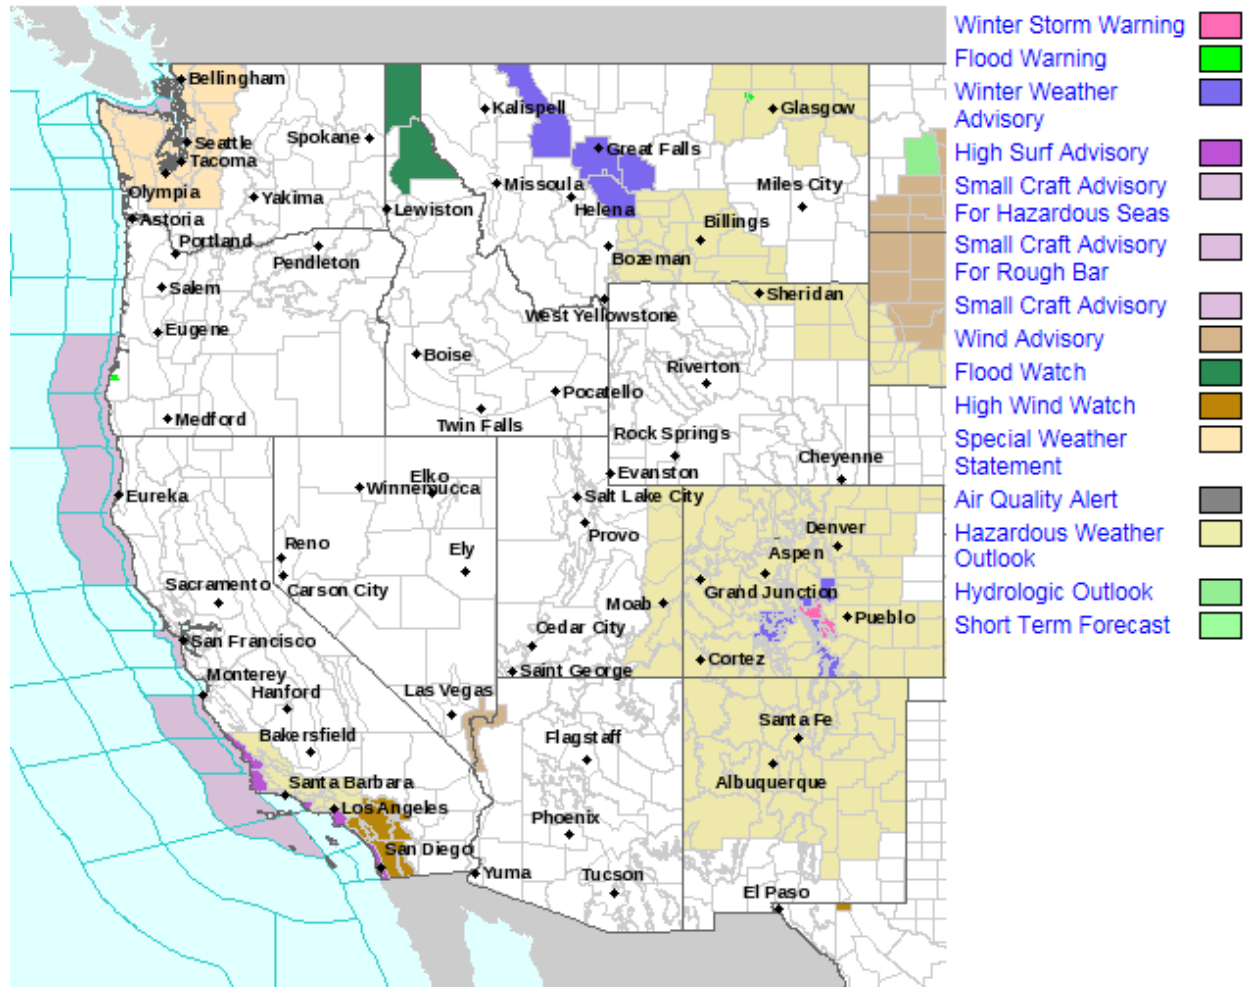 Winter Storm Warning
Flood Warning
Winter Weather
Advisory
High Surf Advisory
Small Craft Advisory
For Hazardous Seas
Small Craft Advisory
For Rough Bar
Small Craft Advisory
Wind Advisory
Flood Watch
High Wind Watch
Special Weather
Statement
Air Quality Alert
Hazardous Weather
Outlook
Hydrologic Outlook
Short Term Forecast
Bellingham
Kalispell
Glasgow
Spokane
Seattle
Great Falls
Tacoma
Olympia
Missoula
Miles City
Yakima
Lewiston
Helena
Astoria
Billings
Portland
Pendleton
Bozeman
Salem
Sheridan
West Yellowstone
Eugene
Boise
Riverton
Pocatello
Medford
Twin Falls
Rock Springs
Cheyenne
Evanston
Elko
Winnemucca
Eureka
Salt Lake City
Provo
Denver
Reno
Ely
Aspen
Sacramento
Carson City
Grand Junction
Moab
Pueblo
San Francisco
Cedar City
Saint George
Cortez
Monterey
Hanford
Las Vegas
Santa Fe
Bakersfield
Flagstaff
Santa Barbara
Albuquerque
Los Angeles
Phoenix
San Diego
Yuma
Tucson
El Paso